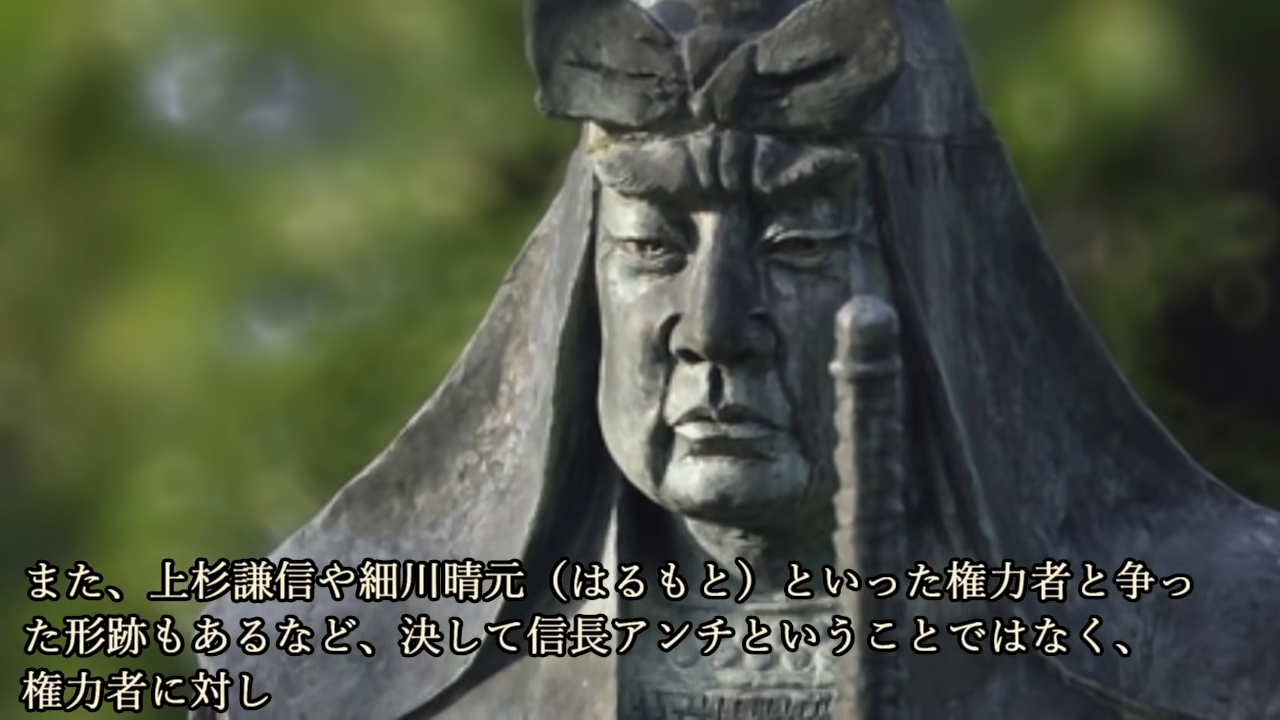 また、上杉謙信や細川晴元（はるもと）といった権力者と争っ
た形跡もあるなど、決して信長アンチということではなく、
権力者に対し